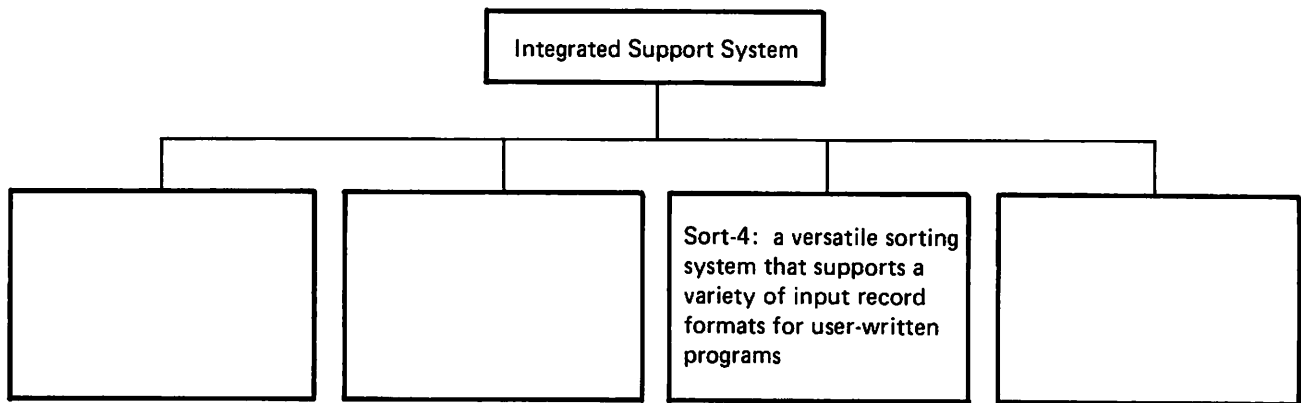 Integrated Support System
Sort-4: a versatile sorting
system that supports a
variety of input record
formats for user-written
programs